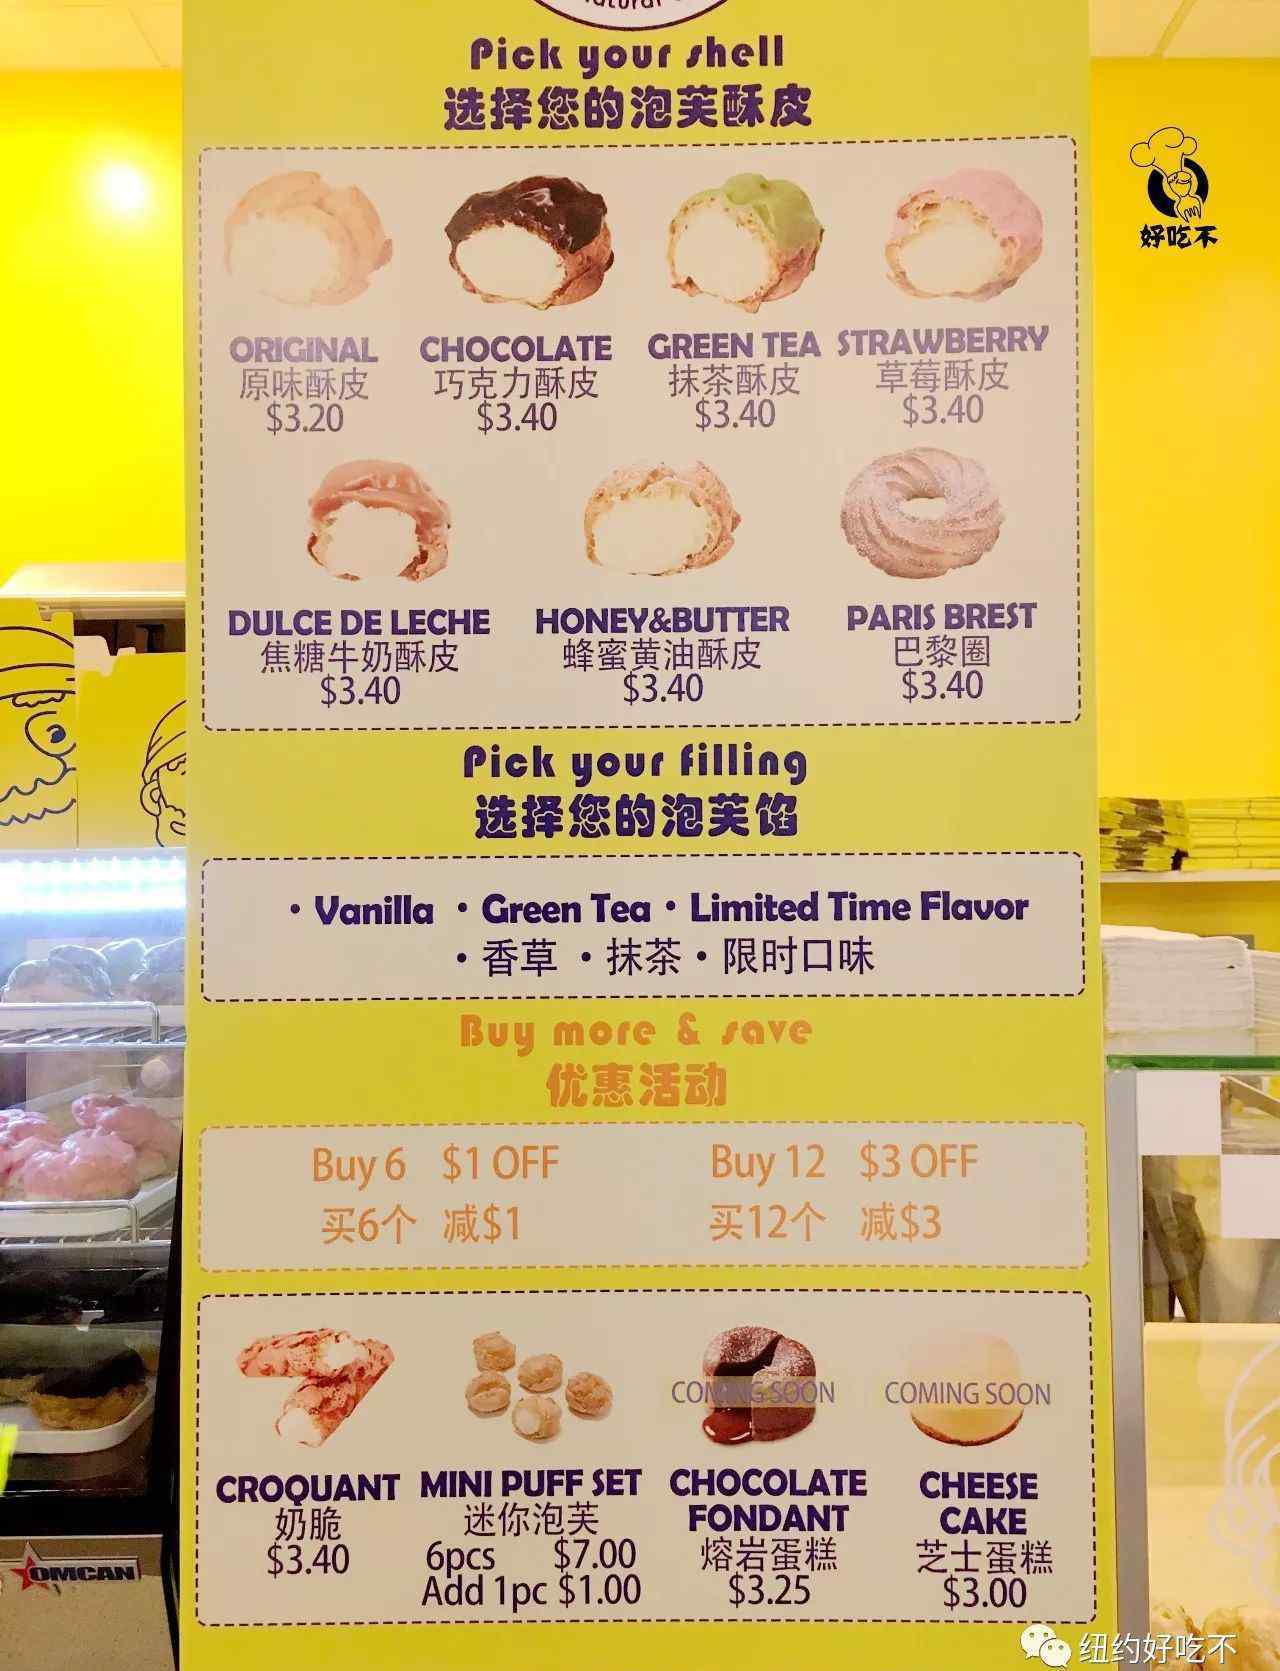 Natural
Pick your shell
选择您的泡芙酥皮
好吃不
ORIGINAL
原味酥皮
$3.20
CHOCOLATE
巧克力酥皮
$3.40
GREEN TEA
抹茶酥皮
$3.40
STRAWBERRY
草莓酥皮
$3.40
DULCE DE LECHE
焦糖牛奶酥皮
$3.40
HONEY&BUTTER
蜂蜜黄油酥皮
$3.40
PARIS BREST
巴黎圈
$3.40
Pick your filling
选择您的泡芙馅
·Vanilla ·Green Tea ·Limited Time Flavor
·香草 ·抹茶 ·限时口味
Buy more & save
优惠活动
Buy 6 $1 OFF
买6个 减$1
Buy 12 $3 OFF
买12个 减$3
CROQUANT
奶脆
$3.40
MINI PUFF SET
迷你泡芙
6pcs $7.00
Add 1pc $1.00
COMING SOON
CHOCOLATE
FONDANT
熔岩蛋糕
$3.25
COMING SOON
CHEESE
CAKE
芝士蛋糕
$3.00
OMCAN
纽约好吃不